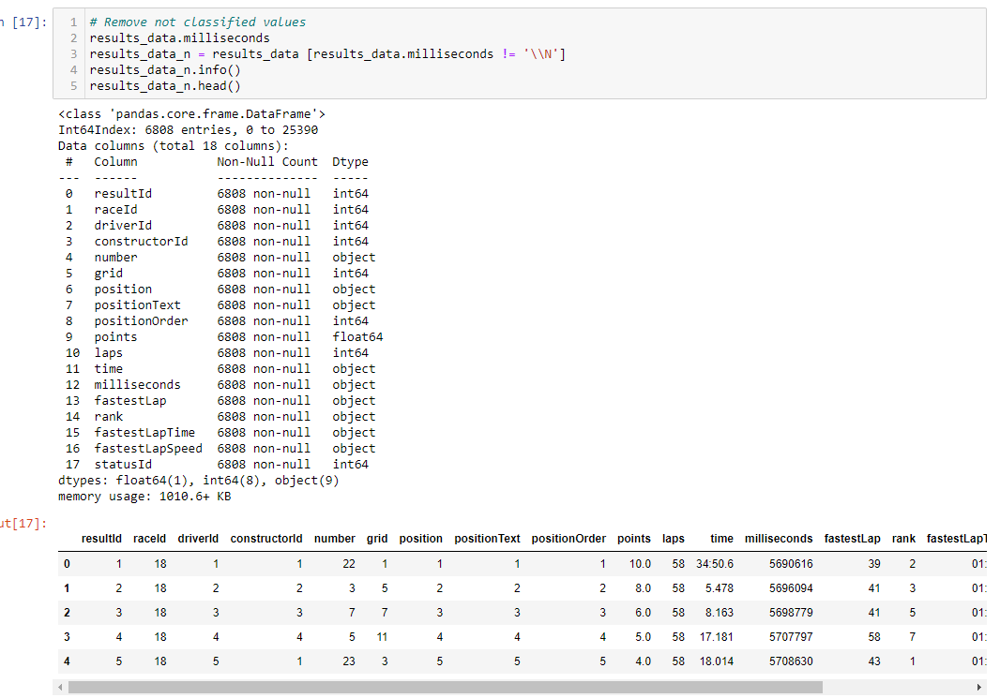 n [17]:
1 # Remove not classified values
2 results_data.milliseconds
3 results_data_n = results_data [results_data.milliseconds != '\\N']
4 results_data_n.info()
5 results_data_n.head()
<class 'pandas.core.frame.DataFrame'>
Int64Index: 6808 entries, 0 to 25390
Data columns (total 18 columns):
# Column Non-Null Count Dtype
--- ------ -------------- -----
0 resultId 6808 non-null int64
1 raceId 6808 non-null int64
2 driverId 6808 non-null int64
3 constructorId 6808 non-null int64
4 number 6808 non-null object
5 grid 6808 non-null int64
6 position 6808 non-null object
7 positionText 6808 non-null object
8 positionOrder 6808 non-null int64
9 points 6808 non-null float64
10 laps 6808 non-null int64
11 time 6808 non-null object
12 milliseconds 6808 non-null object
13 fastestLap 6808 non-null object
14 rank 6808 non-null object
15 fastestLapTime 6808 non-null object
16 fastestLapSpeed 6808 non-null object
17 statusId 6808 non-null int64
dtypes: float64(1), int64(8), object(9)
memory usage: 1010.6+ KB
ut[17]:
resultId raceId driverId constructorId number grid position positionText positionOrder points laps time milliseconds fastestLap rank fastestLapT
0 1 18 1 1 22 1 1 1 1 10.0 58 34:50.6 5690616 39 2 01:
1 2 18 2 2 3 5 2 2 2 8.0 58 5.478 5696094 41 3 01:
2 3 18 3 3 7 7 3 3 3 6.0 58 8.163 5698779 41 5 01:
3 4 18 4 4 5 11 4 4 4 5.0 58 17.181 5707797 58 7 01:
4 5 18 5 1 23 3 5 5 5 4.0 58 18.014 5708630 43 1 01: